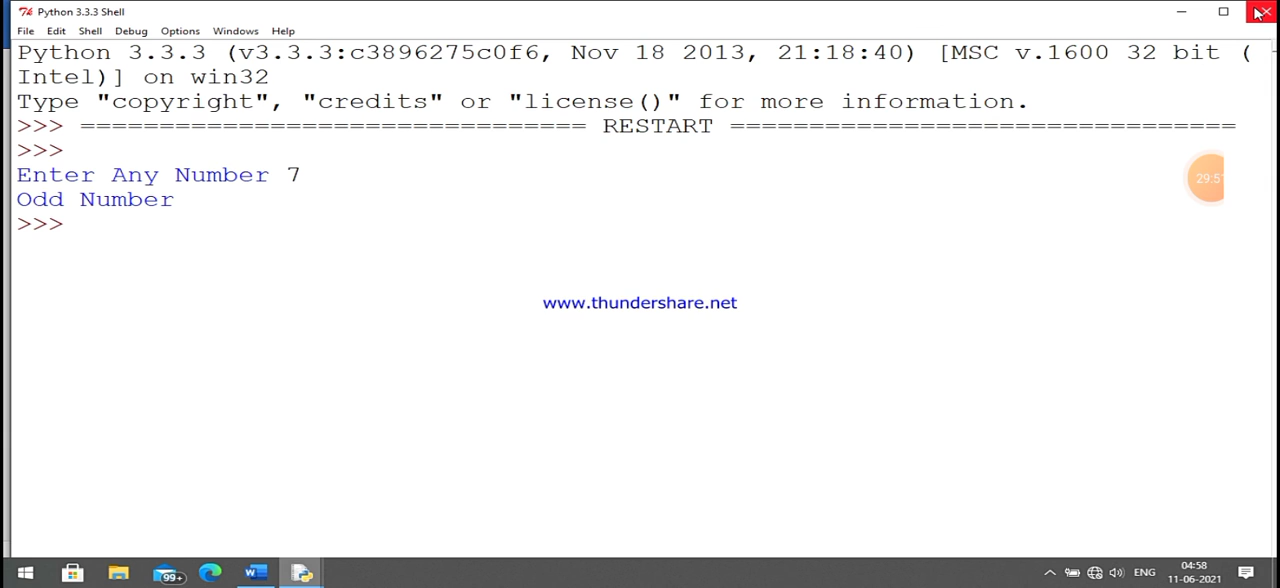 Python 3.3.3 Shell
File Edit Shell Debug Options Windows Help
Python 3.3.3 (v3.3.3:c3896275c0f6, Nov 18 2013, 21:18:40) [MSC v.1600 32 bit (
Intel)] on win32
Type "copyright", "credits" or "license()" for more information.
>>> ================================ RESTART ================================
>>>
Enter Any Number 7
29:51
Odd Number
>>>
www.thundershare.net
99+
ENG
04:58
11-06-2021